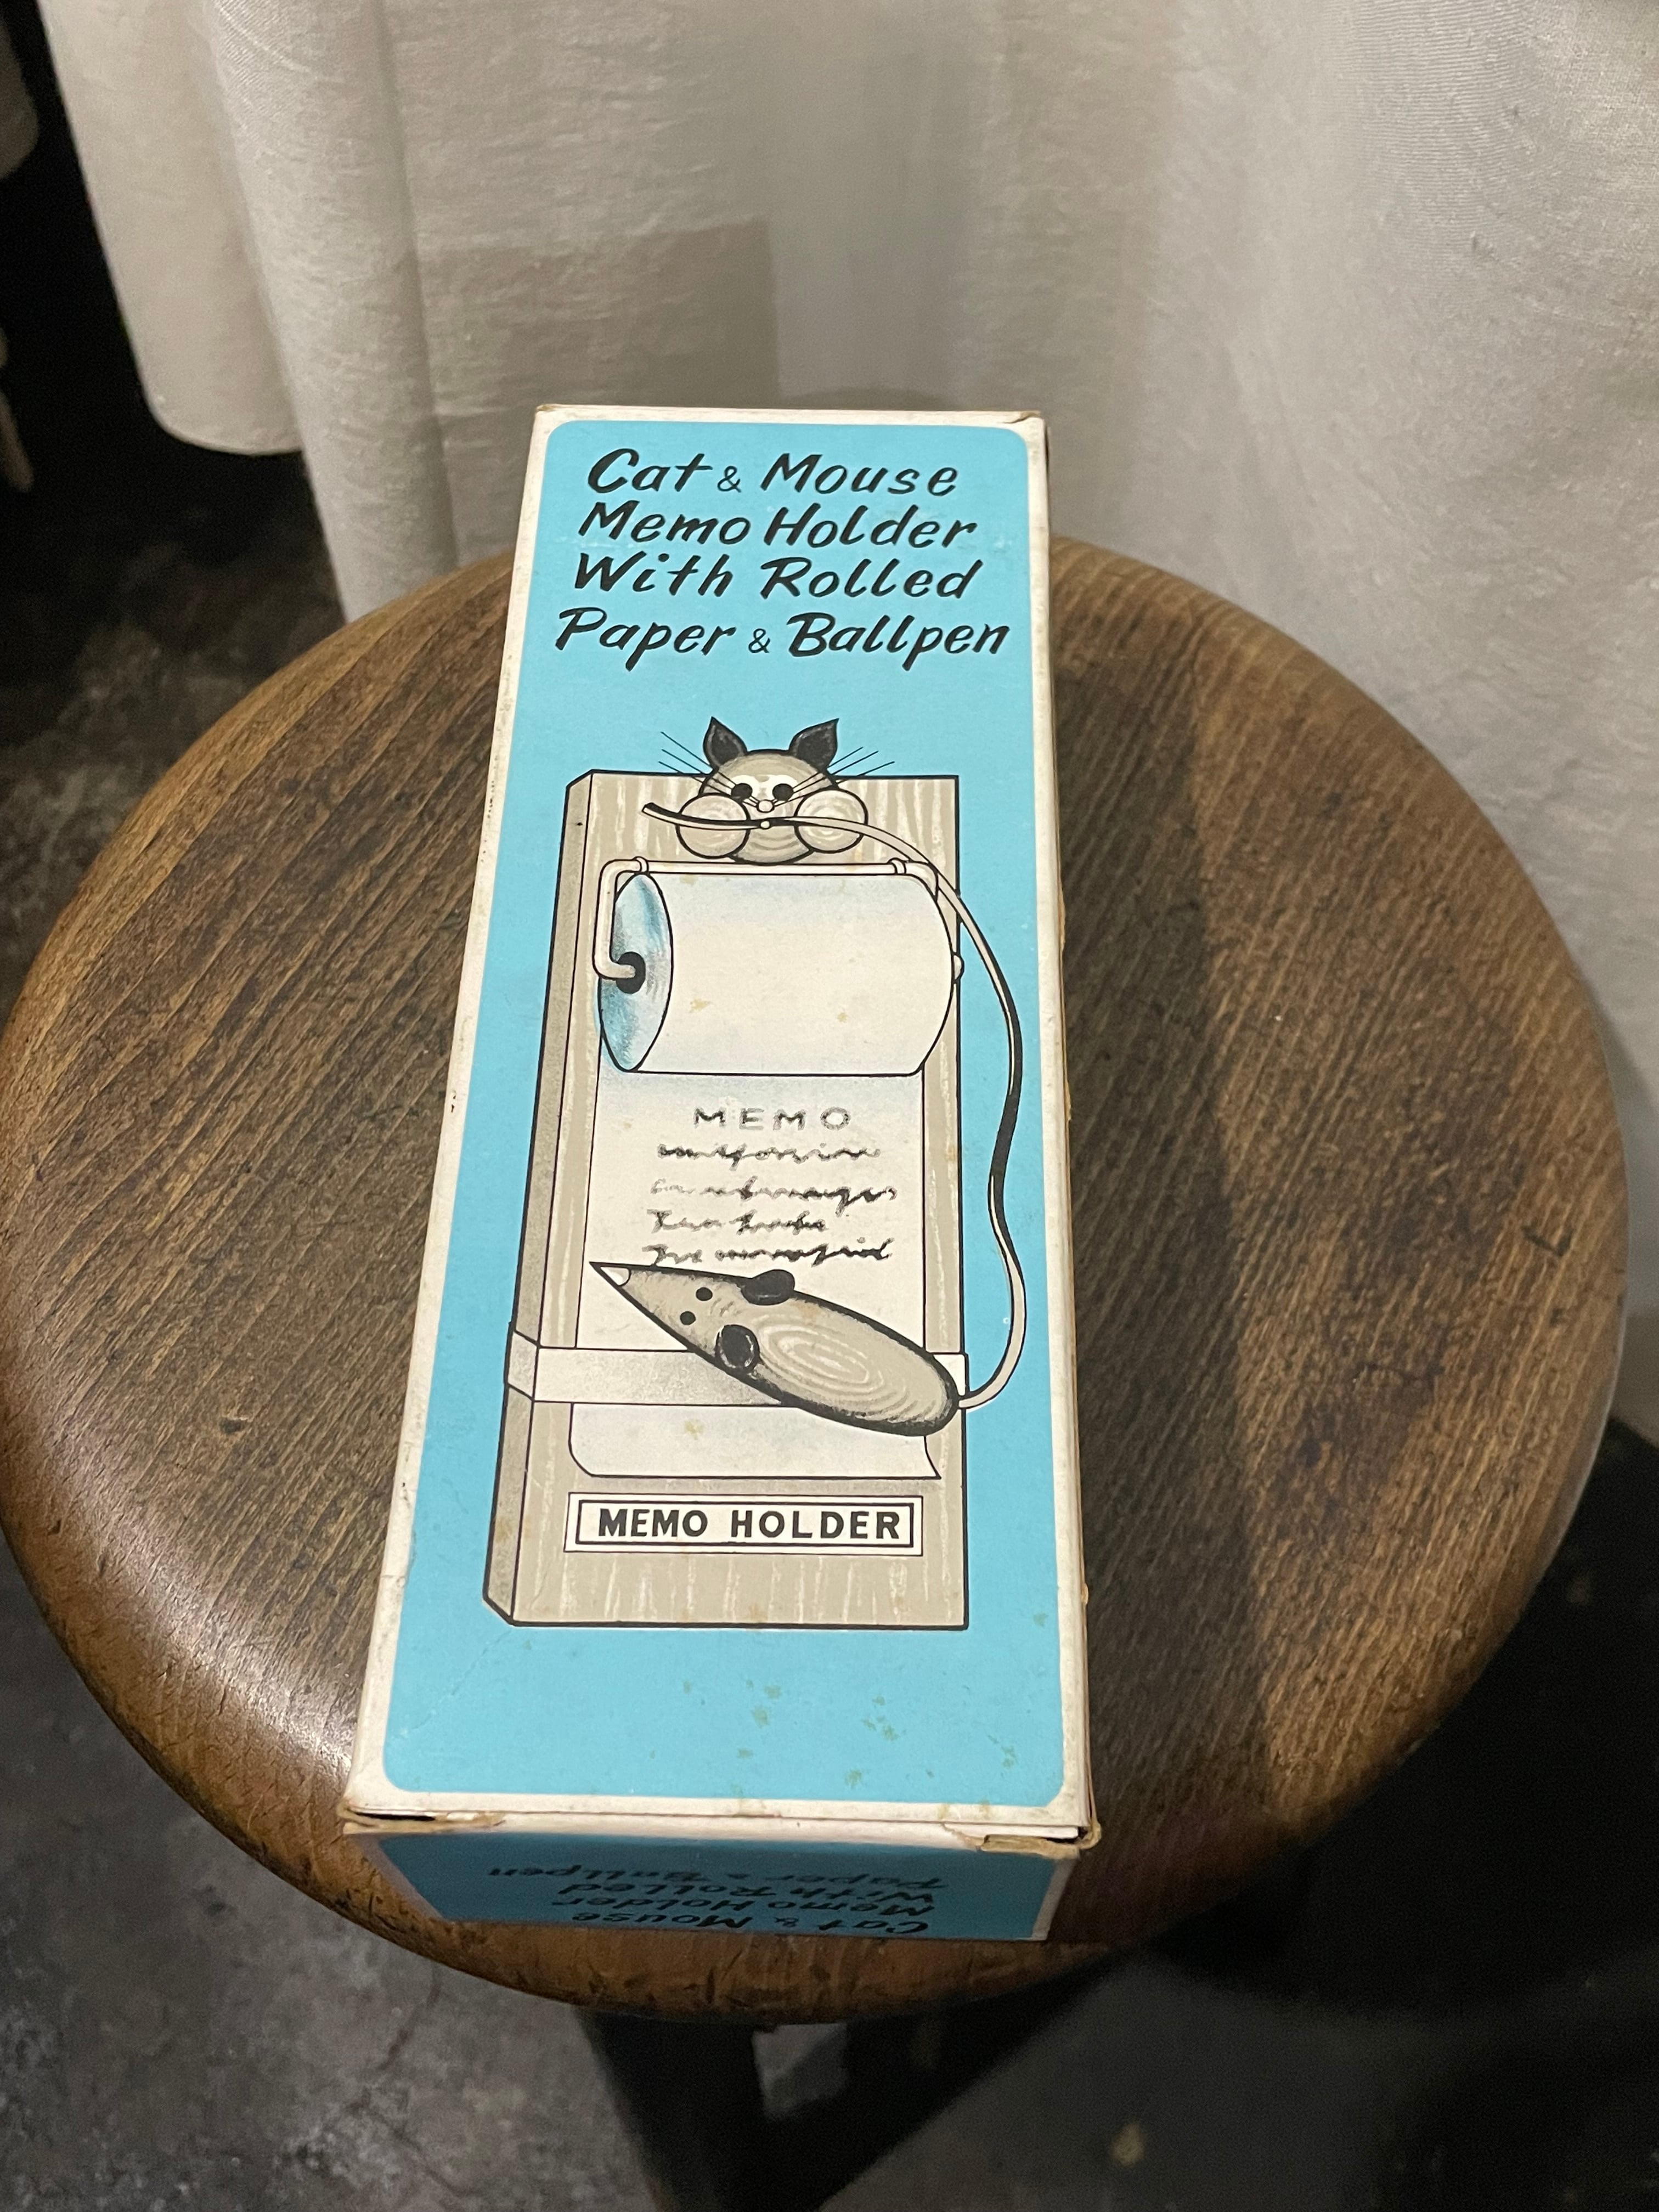 Cat & Mouse
Memo Holder
With Rolled
Paper & Ballpen
MEMO
MEMO HOLDER
Cat & Mouse
Memo Holder
With Rolled
Paper & Ballpen